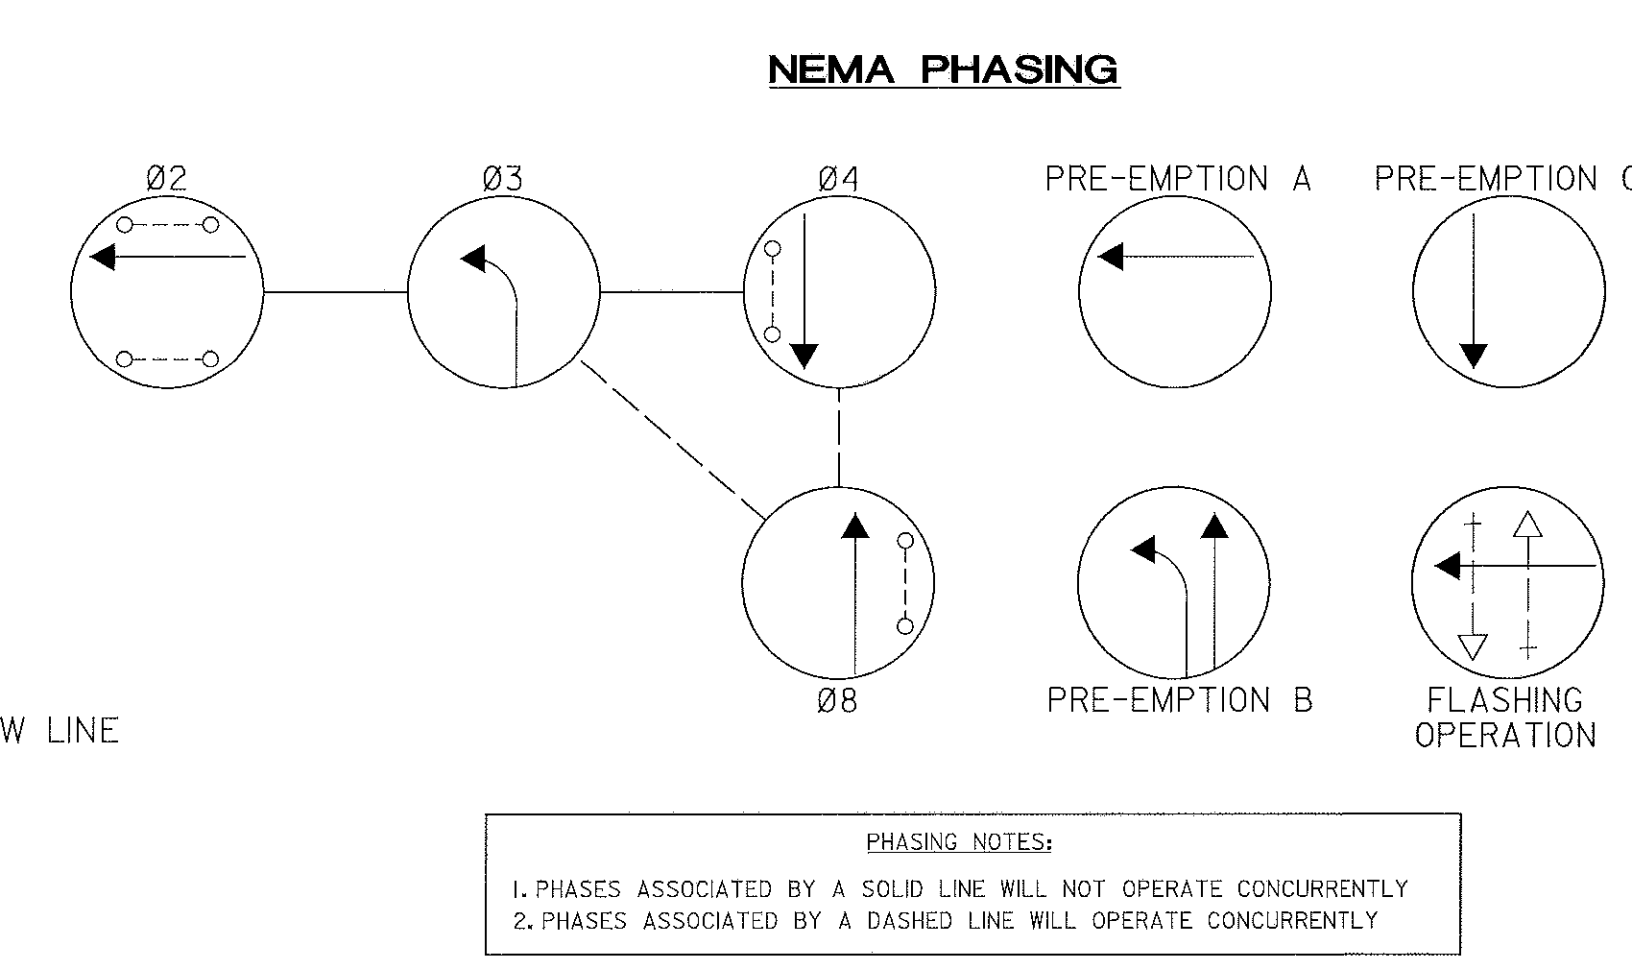 NEMA PHASING
Ø2
Ø3
Ø4
PRE-EMPTION A
PRE-EMPTION
Ø8
PRE-EMPTION B
FLASHING
OPERATION
W LINE
PHASING NOTES:
1. PHASES ASSOCIATED BY A SOLID LINE WILL NOT OPERATE CONCURRENTLY
2. PHASES ASSOCIATED BY A DASHED LINE WILL OPERATE CONCURRENTLY